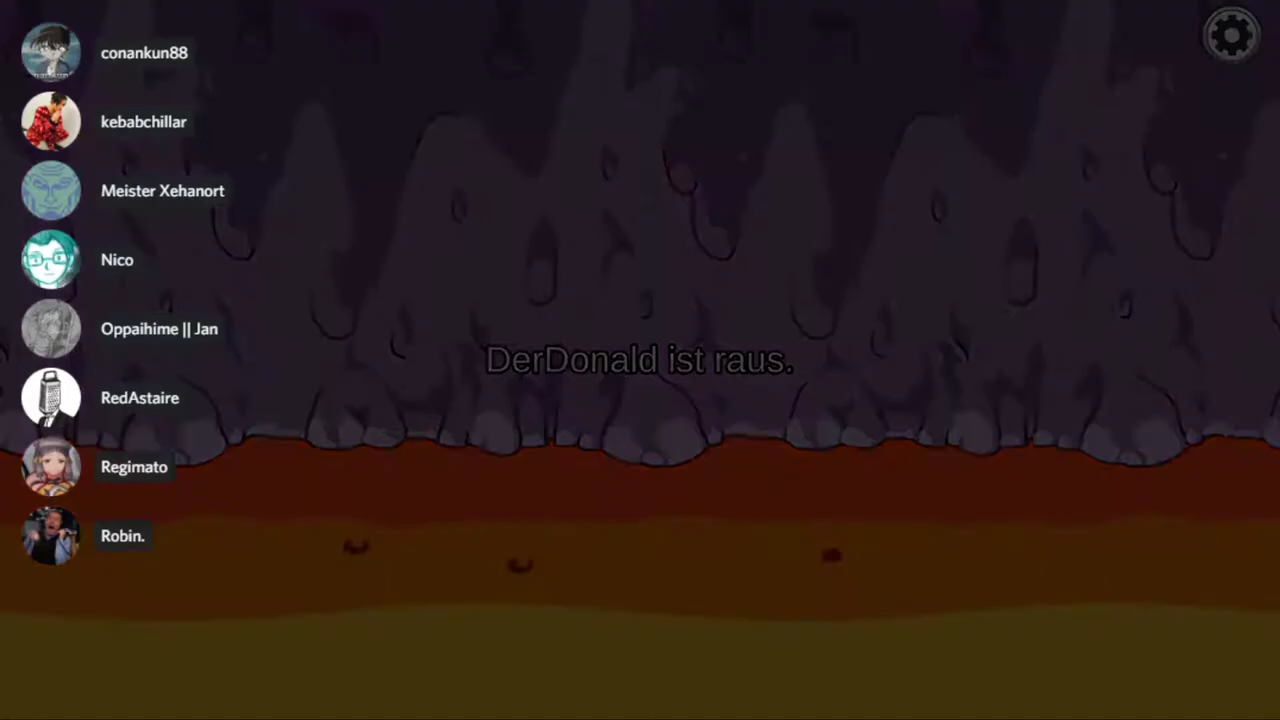 conankun88
kebabchillar
Meister Xehanort
Nico
Oppaihime || Jan
DerDonald ist raus.
RedAstaire
Regimato
Robin.